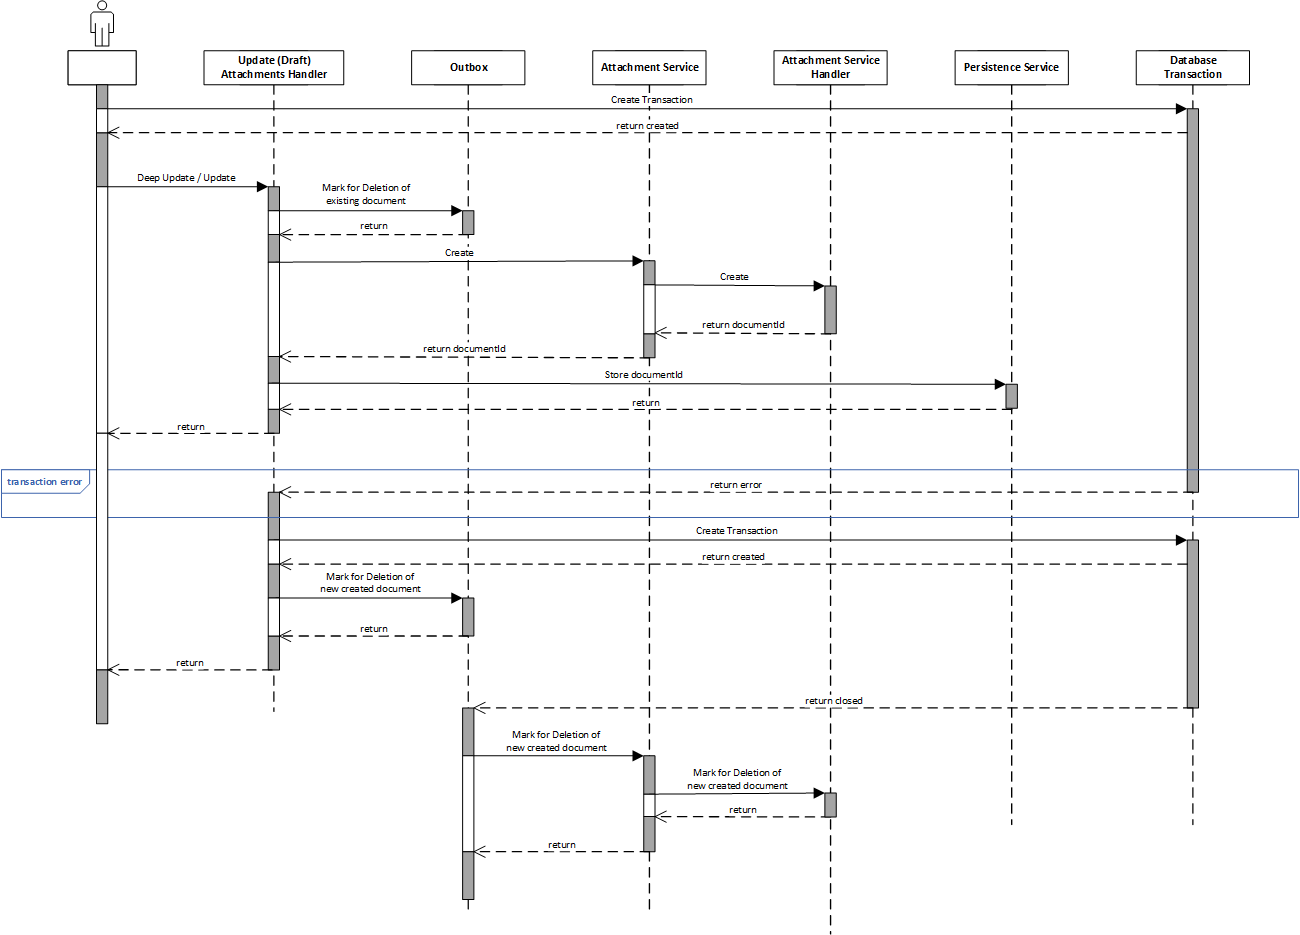 Update (Draft)
Attachments Handler
Outbox
Attachment Service
Attachment Service
Handler
Persistence Service
Database
Transaction
Create Transaction
return created
Deep Update / Update
Mark for Deletion of
existing document
return
Create
Create
return documentId
return documentId
Store documentId
return
return
transaction error
return error
Create Transaction
return created
Mark for Deletion of
new created document
return
return
return closed
Mark for Deletion of
new created document
Mark for Deletion of
new created document
return
return